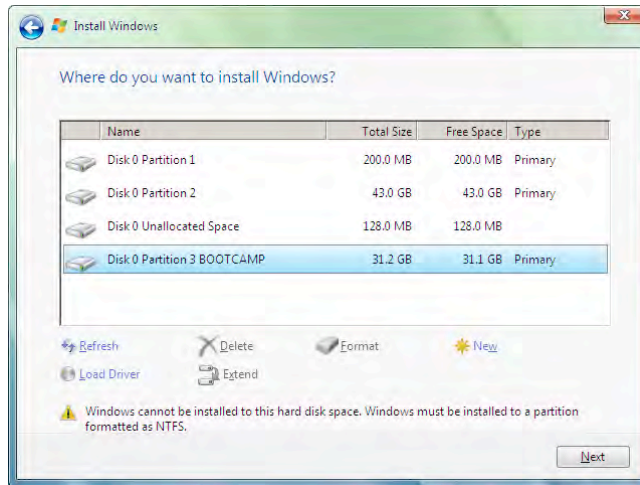 Install Windows
Where do you want to install Windows?
Name Total Size Free Space Type
Disk 0 Partition 1 200.0 MB 200.0 MB Primary
Disk 0 Partition 2 43.0 GB 43.0 GB Primary
Disk 0 Unallocated Space 128.0 MB 128.0 MB
Disk 0 Partition 3 BOOTCAMP 31.2 GB 31.1 GB Primary
Refresh Delete Format New
Load Driver Extend
Windows cannot be installed to this hard disk space. Windows must be installed to a partition
formatted as NTFS.
Next